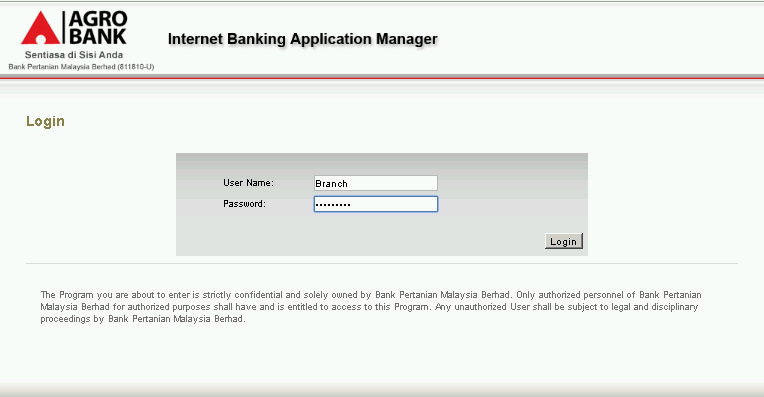 AGRO
BANK
Sentiasa di Sisi Anda
Bank Pertanian Malaysia Berhad (811810-U)
Internet Banking Application Manager
Login
User Name:
Branch
Password:
•••••••••
Login
The Program you are about to enter is strictly confidential and solely owned by Bank Pertanian Malaysia Berhad. Only authorized personnel of Bank Pertanian
Malaysia Berhad for authorized purposes shall have and is entitled to access to this Program. Any unauthorized User shall be subject to legal and disciplinary
proceedings by Bank Pertanian Malaysia Berhad.